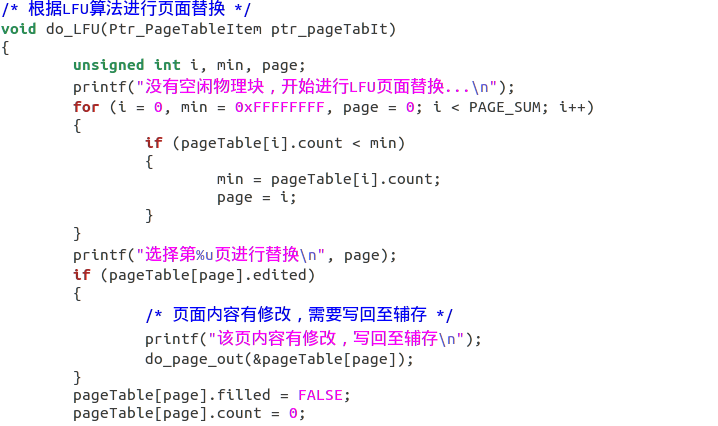 /* 根据LFU算法进行页面替换 */
void do_LFU(Ptr_PageTableItem ptr_pageTabIt)
{
        unsigned int i, min, page;
        printf("没有空闲物理块，开始进行LFU页面替换...\n");
        for (i = 0, min = 0xFFFFFFFF, page = 0; i < PAGE_SUM; i++)
        {
                if (pageTable[i].count < min)
                {
                        min = pageTable[i].count;
                        page = i;
                }
        }
        printf("选择第%u页进行替换\n", page);
        if (pageTable[page].edited)
        {
                /* 页面内容有修改，需要写回至辅存 */
                printf("该页内容有修改，写回至辅存\n");
                do_page_out(&pageTable[page]);
        }
        pageTable[page].filled = FALSE;
        pageTable[page].count = 0;